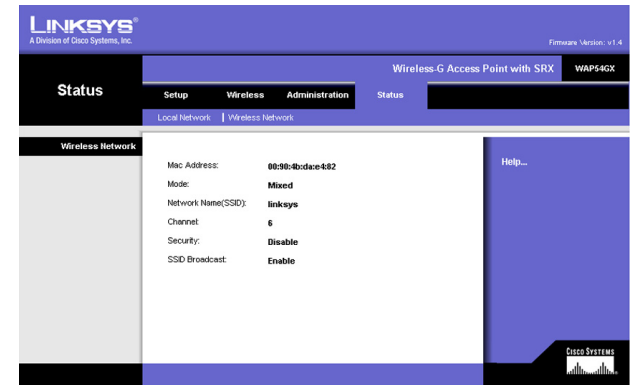 LINKSYS®
A Division of Cisco Systems, Inc.
Firmware Version: v1.4
Wireless-G Access Point with SRX WAP54GX
Status
Setup Wireless Administration Status
Local Network | Wireless Network
Wireless Network
Mac Address: 00:90:4b:da:e4:82
Mode: Mixed
Network Name(SSID): linksys
Channel: 6
Security: Disable
SSID Broadcast: Enable
Help...
CISCO SYSTEMS